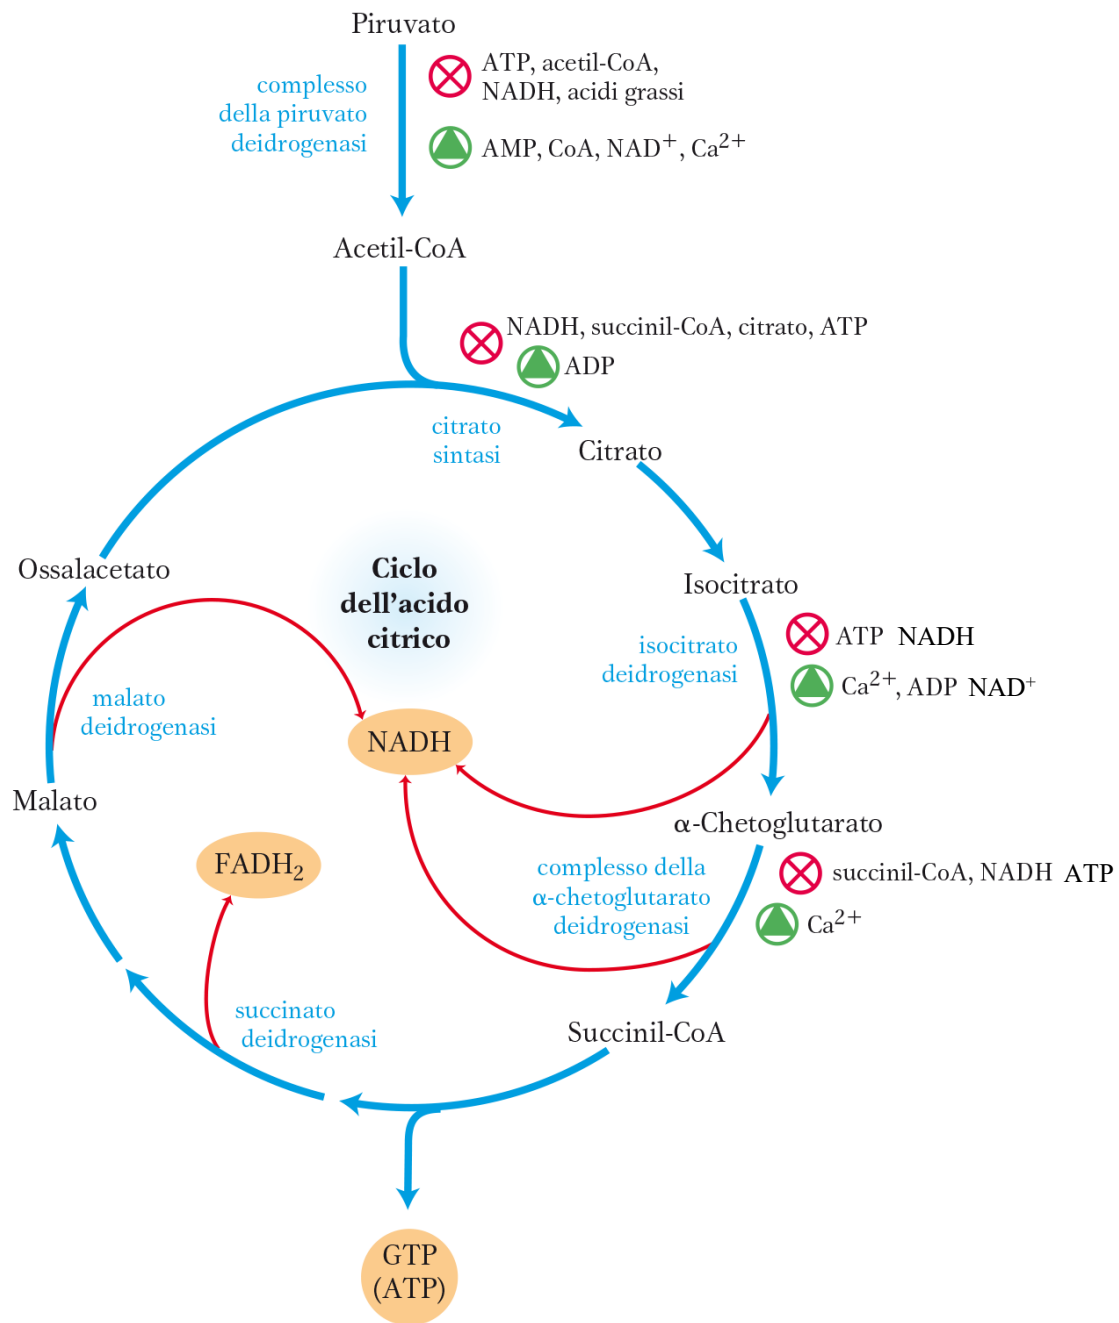 Piruvato
complesso
della piruvato
deidrogenasi
ATP, acetil-CoA,
NADH, acidi grassi
AMP, CoA, NAD⁺, Ca²⁺
Acetil-CoA
NADH, succinil-CoA, citrato, ATP
ADP
citrato
sintasi
Citrato
Ossalacetato
Ciclo
dell’acido
citrico
Isocitrato
isocitrato
deidrogenasi
ATP NADH
Ca²⁺, ADP NAD⁺
malato
deidrogenasi
NADH
Malato
α-Chetoglutarato
FADH₂
complesso della
α-chetoglutarato
deidrogenasi
succinil-CoA, NADH ATP
Ca²⁺
succinato
deidrogenasi
Succinil-CoA
GTP
(ATP)